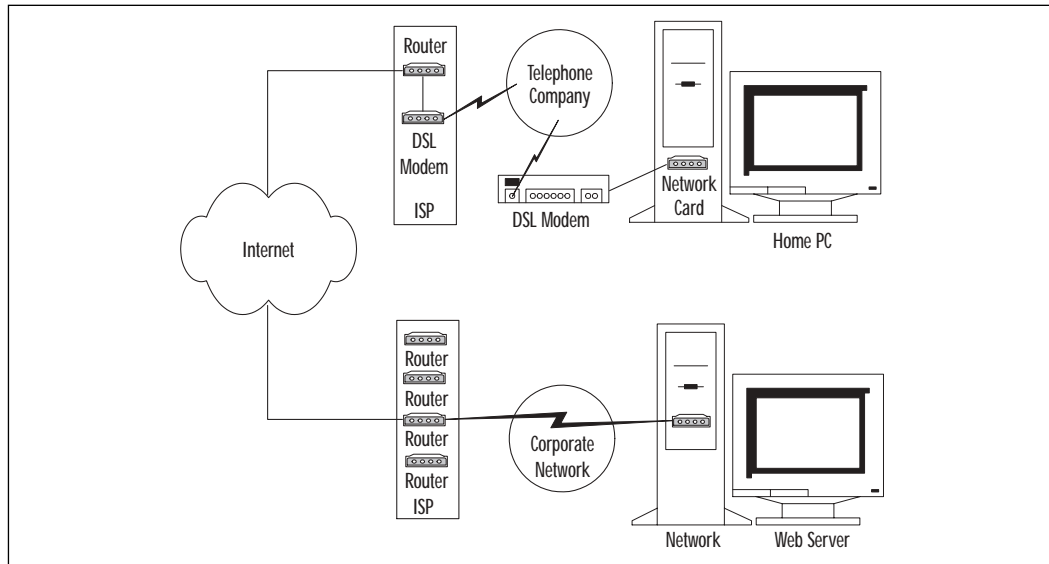 Router
Telephone
Company
DSL
Modem
ISP
DSL Modem
Network
Card
Home PC
Internet
Router
Router
Router
Router
ISP
Corporate
Network
Network
Web Server